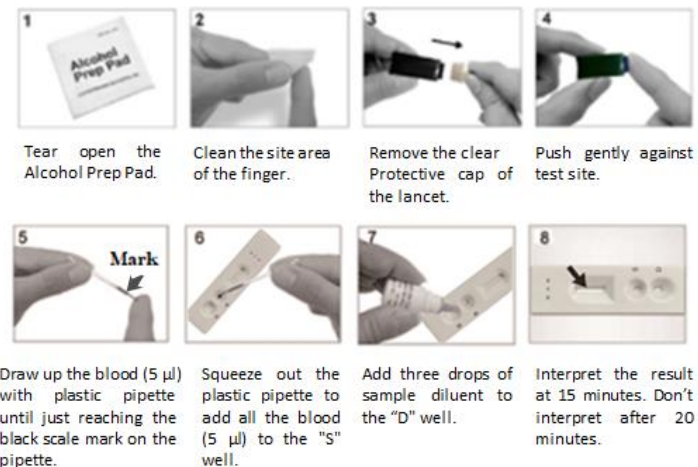 1
2
3
4
Alcohol
Prep Pad
Tear open the
Alcohol Prep Pad.
Clean the site area
of the finger.
Remove the clear
Protective cap of
the lancet.
Push gently against
test site.
5
6
7
8
Mark
Draw up the blood (5 µl)
with plastic pipette
until just reaching the
black scale mark on the
pipette.
Squeeze out the
plastic pipette to
add all the blood
(5 µl) to the "S"
well.
Add three drops of
sample diluent to
the “D" well.
Interpret the result
at 15 minutes. Don’t
interpret after 20
minutes.